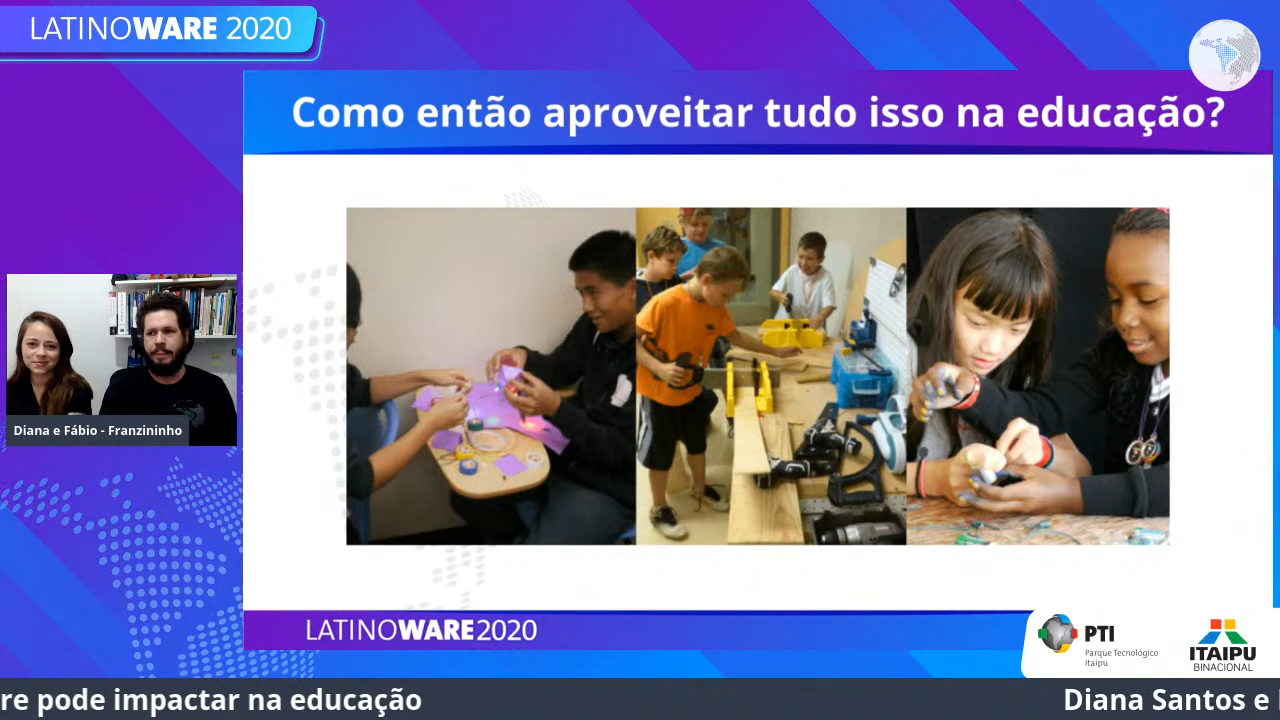 LATINOWARE 2020
Como então aproveitar tudo isso na educação?
Diana e Fábio - Franzininho
LATINOWARE2020
PTI
Parque Tecnológico
Itaipu
ITAIPU
BINACIONAL
re pode impactar na educação
Diana Santos e